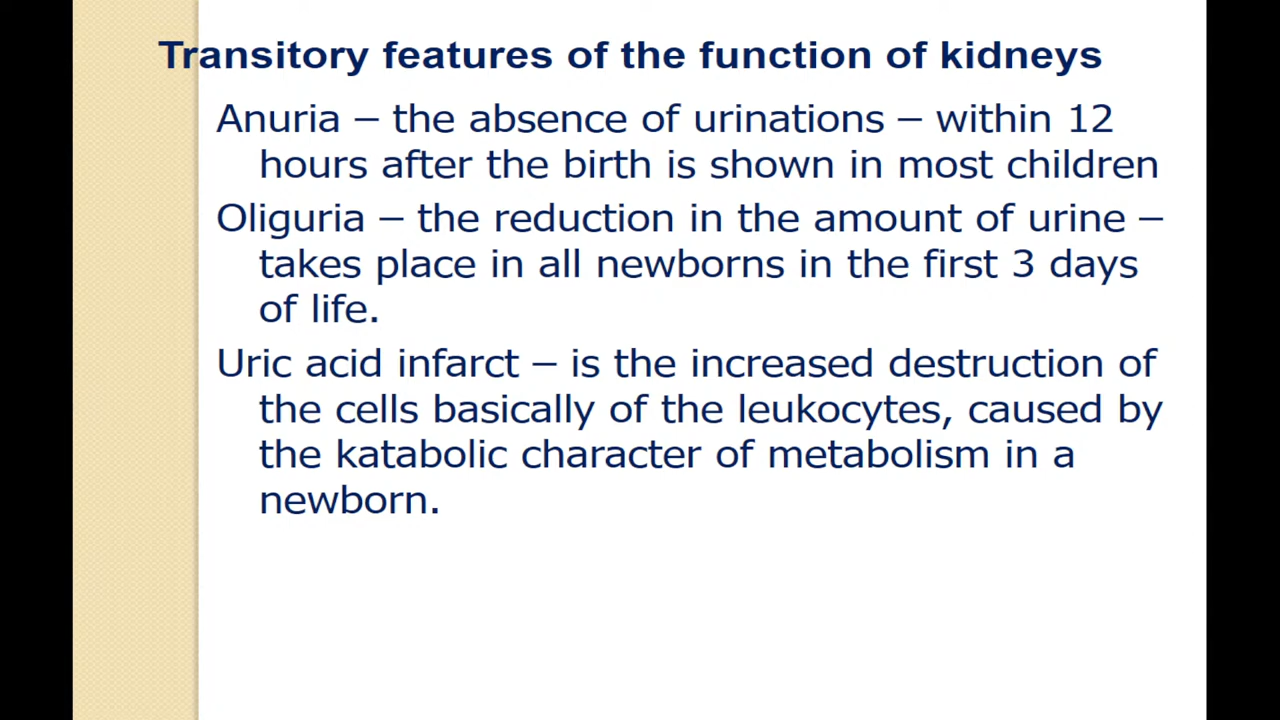 Transitory features of the function of kidneys
Anuria – the absence of urinations – within 12
hours after the birth is shown in most children
Oliguria – the reduction in the amount of urine –
takes place in all newborns in the first 3 days
of life.
Uric acid infarct – is the increased destruction of
the cells basically of the leukocytes, caused by
the katabolic character of metabolism in a
newborn.